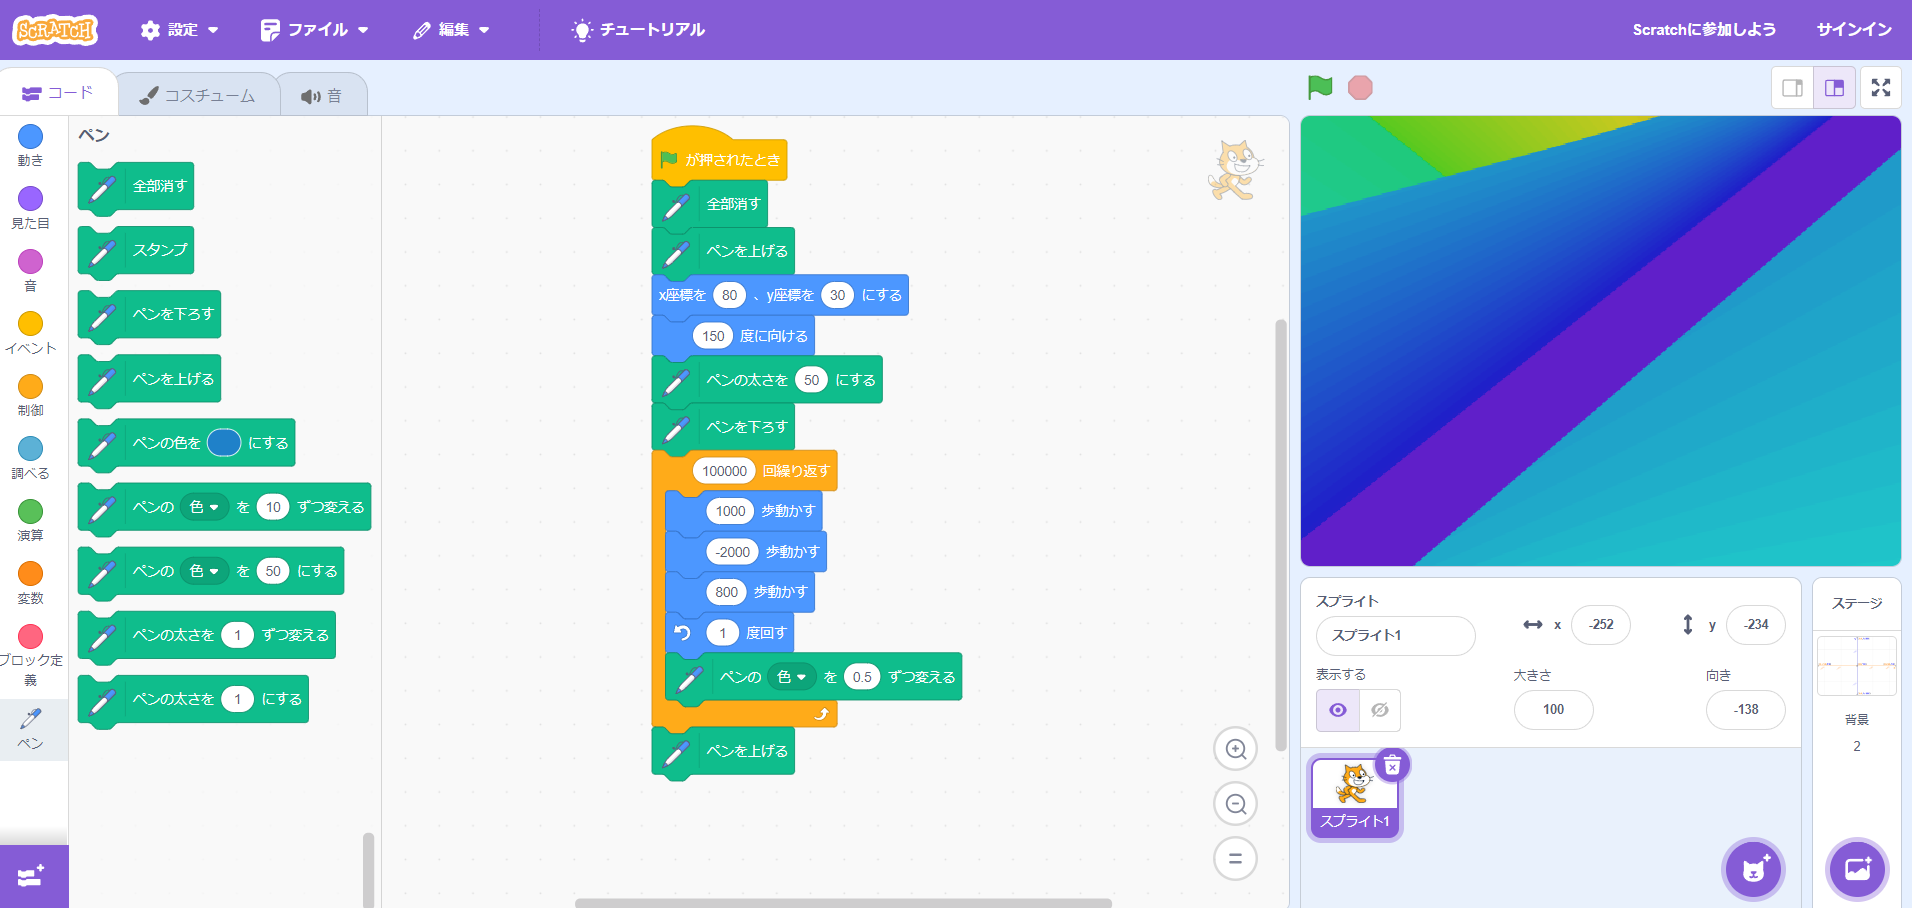 SCRATCH
設定
ファイル
編集
チュートリアル
Scratchに参加しよう
サインイン
コード
コスチューム
音
動き
見た目
音
イベント
制御
調べる
演算
変数
ブロック定
義
ペン
ペン
全部消す
スタンプ
ペンを下ろす
ペンを上げる
ペンの色を にする
ペンの 色 を 10 ずつ変える
ペンの 色 を 50 にする
ペンの太さを 1 ずつ変える
ペンの太さを 1 にする
が押されたとき
全部消す
ペンを上げる
x座標を 80 、y座標を 30 にする
150 度に向ける
ペンの太さを 50 にする
ペンを下ろす
100000 回繰り返す
1000 歩動かす
-2000 歩動かす
800 歩動かす
1 度回す
ペンの 色 を 0.5 ずつ変える
ペンを上げる
スプライト
スプライト1
x -252
y -234
表示する
大きさ
100
向き
-138
スプライト1
ステージ
背景
2